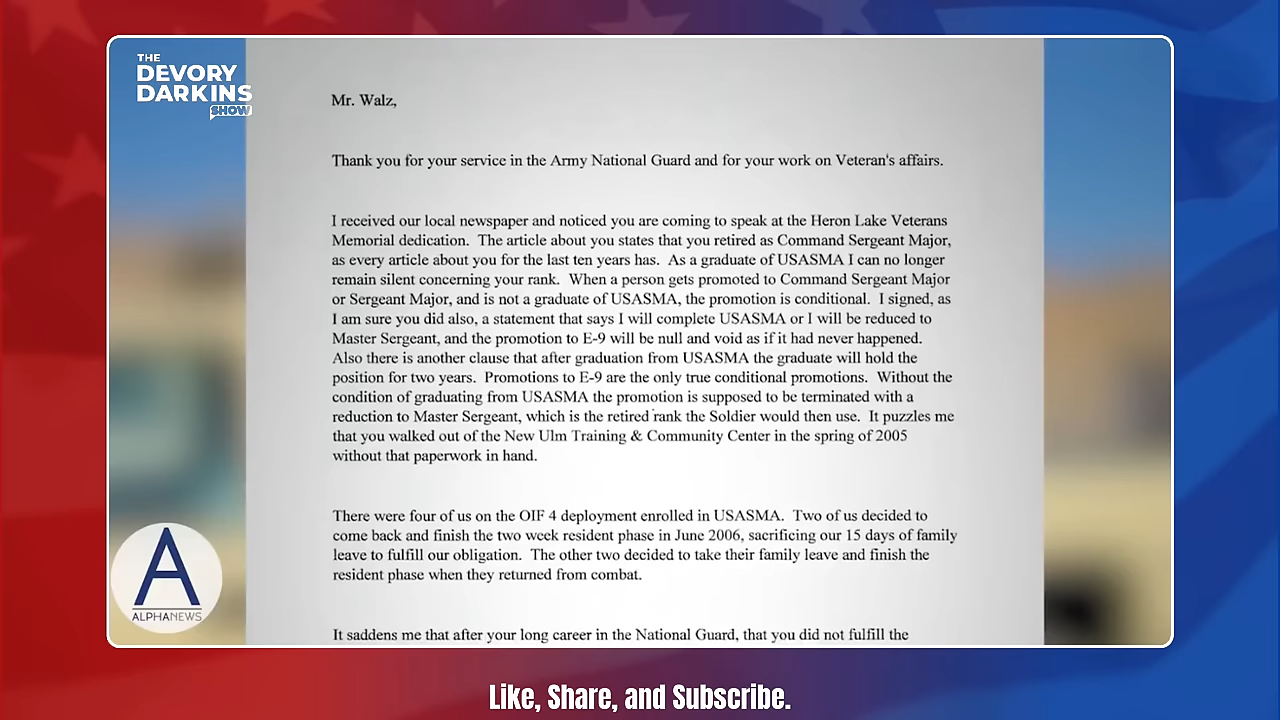 THE
DEVORY
DARKINS
SHOW
Mr. Walz,
Thank you for your service in the Army National Guard and for your work on Veteran's affairs.
I received our local newspaper and noticed you are coming to speak at the Heron Lake Veterans
Memorial dedication.  The article about you states that you retired as Command Sergeant Major,
as every article about you for the last ten years has.  As a graduate of USASMA I can no longer
remain silent concerning your rank.  When a person gets promoted to Command Sergeant Major
or Sergeant Major, and is not a graduate of USASMA, the promotion is conditional.  I signed, as
I am sure you did also, a statement that says I will complete USASMA or I will be reduced to
Master Sergeant, and the promotion to E-9 will be null and void as if it had never happened.
Also there is another clause that after graduation from USASMA the graduate will hold the
position for two years.  Promotions to E-9 are the only true conditional promotions.  Without the
condition of graduating from USASMA the promotion is supposed to be terminated with a
reduction to Master Sergeant, which is the retired rank the Soldier would then use.  It puzzles me
that you walked out of the New Ulm Training & Community Center in the spring of 2005
without that paperwork in hand.
There were four of us on the OIF 4 deployment enrolled in USASMA.  Two of us decided to
come back and finish the two week resident phase in June 2006, sacrificing our 15 days of family
leave to fulfill our obligation.  The other two decided to take their family leave and finish the
resident phase when they returned from combat.
It saddens me that after your long career in the National Guard, that you did not fulfill the
A
ALPHANEWS
Like, Share, and Subscribe.